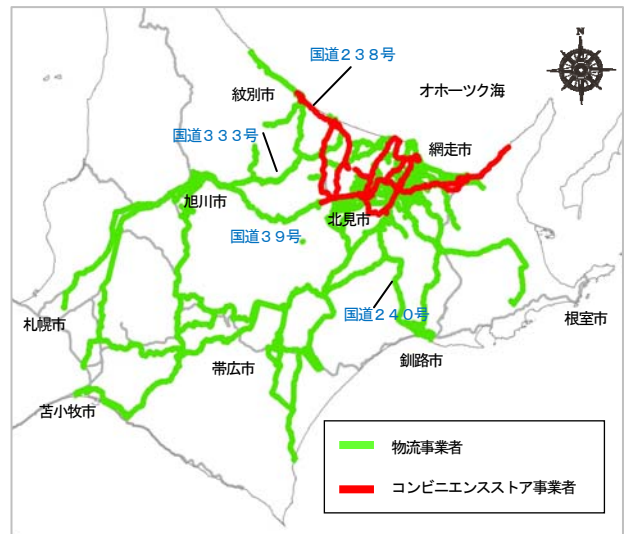 国道238号
N
オホーツク海
紋別市
国道333号
網走市
旭川市
北見市
国道39号
国道240号
札幌市
根室市
帯広市
釧路市
苫小牧市
物流事業者
コンビニエンスストア事業者